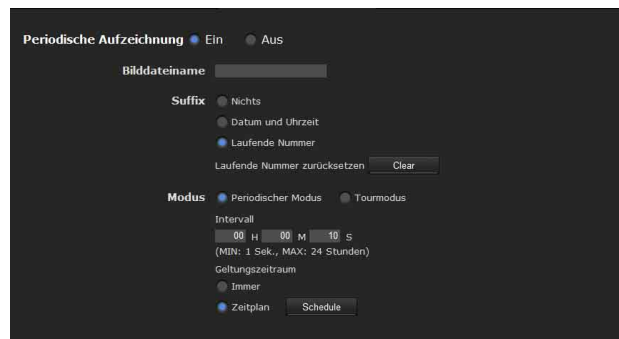 Periodische Aufzeichnung Ein Aus
Bilddateiname
Suffix Nichts
Datum und Uhrzeit
Laufende Nummer
Laufende Nummer zurücksetzen Clear
Modus Periodischer Modus Tourmodus
Intervall
00 H 00 M 10 S
(MIN: 1 Sek., MAX: 24 Stunden)
Geltungszeitraum
Immer
Zeitplan Schedule